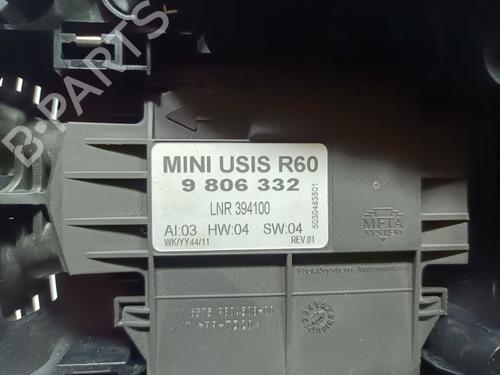 MINI USIS R60
9 806 332
LNR 394100
AI:03 HW:04 SW:04
WK/YY44/11 REV.01
5030483501
META
SYSTEM
MetaSystem Automotive
B-PARTS